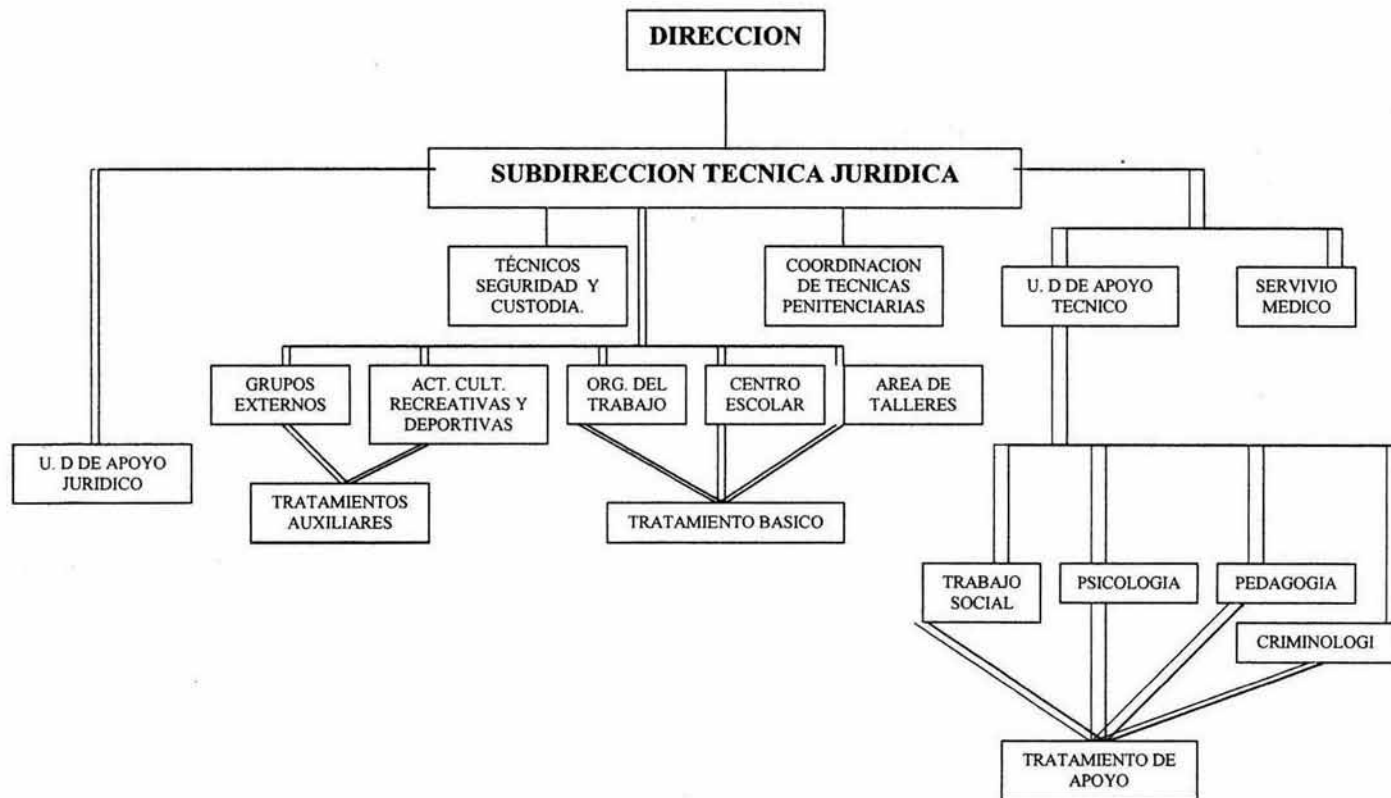 DIRECCION
SUBDIRECCION TECNICA JURIDICA
TÉCNICOS
SEGURIDAD Y
CUSTODIA.
COORDINACION
DE TECNICAS
PENITENCIARIAS
U. D DE APOYO
TECNICO
SERVIVIO
MEDICO
GRUPOS
EXTERNOS
ACT. CULT.
RECREATIVAS Y
DEPORTIVAS
ORG. DEL
TRABAJO
CENTRO
ESCOLAR
AREA DE
TALLERES
U. D DE APOYO
JURIDICO
TRATAMIENTOS
AUXILIARES
TRATAMIENTO BASICO
TRABAJO
SOCIAL
PSICOLOGIA
PEDAGOGIA
CRIMINOLOGI
TRATAMIENTO DE
APOYO